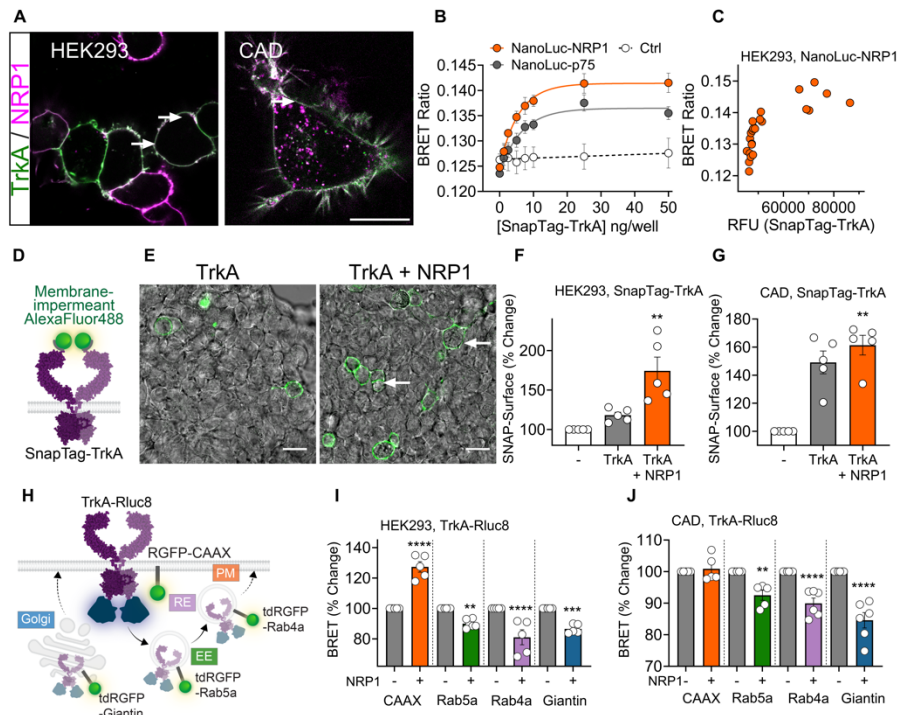 A
TrkA / NRP1
HEK293
CAD
B
NanoLuc-NRP1
Ctrl
NanoLuc-p75
BRET Ratio
0.145
0.140
0.135
0.130
0.125
0.120
0 10 20 30 40 50
[SnapTag-TrkA] ng/well
C
HEK293, NanoLuc-NRP1
BRET Ratio
0.15
0.14
0.13
0.12
60000 80000
RFU (SnapTag-TrkA)
D
Membrane-
impermeant
AlexaFluor488
SnapTag-TrkA
E
TrkA
TrkA + NRP1
F
HEK293, SnapTag-TrkA
SNAP-Surface (% Change)
**
200
150
100
- TrkA TrkA
+ NRP1
G
CAD, SnapTag-TrkA
SNAP-Surface (% Change)
**
180
160
140
120
100
- TrkA TrkA
+ NRP1
H
TrkA-Rluc8
RGFP-CAAX
PM
RE
Golgi
tdRGFP
-Rab4a
EE
tdRGFP
-Rab5a
tdRGFP
-Giantin
I
HEK293, TrkA-Rluc8
BRET (% Change)
****
** **** ***
140
120
100
80
NRP1 - + - + - + - +
CAAX Rab5a Rab4a Giantin
J
CAD, TrkA-Rluc8
BRET (% Change)
** **** ****
110
100
90
80
70
NRP1 - + - + - + - +
CAAX Rab5a Rab4a Giantin